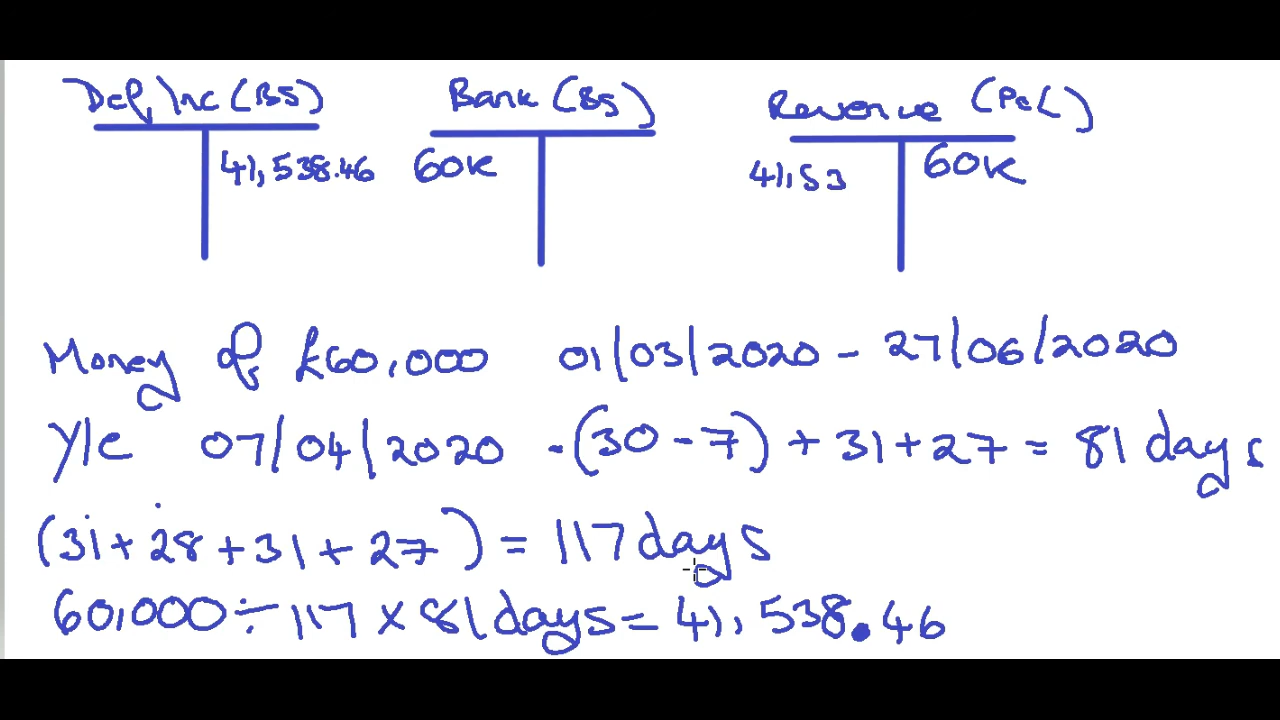 Def Inc (BS) Bank (BS) Revenue (P&L)
41,538.46 60K 41,53 60K
Money of £60,000 01/03/2020 - 27/06/2020
Y/E 07/04/2020 - (30 - 7) + 31 + 27 = 81 days
(31 + 28 + 31 + 27) = 117 days
60,000 ÷ 117 x 81 days = 41,538.46